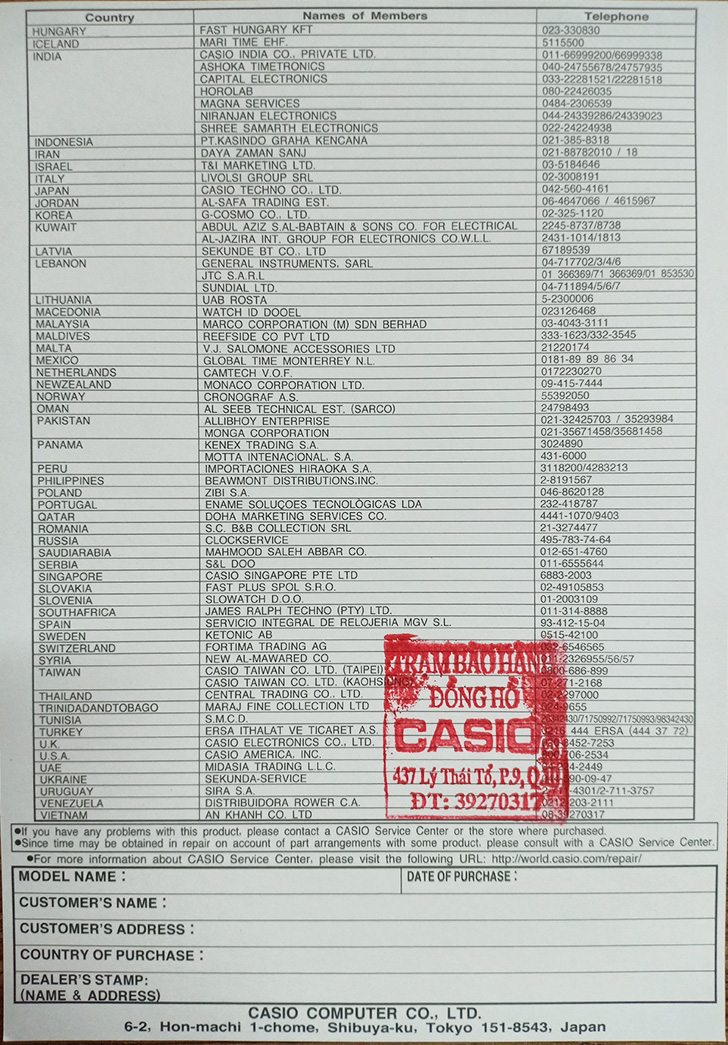 Country Names of Members Telephone
HUNGARY FAST HUNGARY KFT 023-330830
ICELAND MARI TIME EHF. 5115500
INDIA CASIO INDIA CO., PRIVATE LTD. 011-66999200/66999338
ASHOKA TIMETRONICS 040-24755678/24757935
CAPITAL ELECTRONICS 033-22281521/22281518
HOROLAB 080-22426035
MAGNA SERVICES 0484-2306539
NIRANJAN ELECTRONICS 044-24339286/24339023
SHREE SAMARTH ELECTRONICS 022-24224938
INDONESIA PT.KASINDO GRAHA KENCANA 021-385-8318
IRAN DAYA ZAMAN SANJ 021-88782010 / 18
ISRAEL T&I MARKETING LTD. 03-5184646
ITALY LIVOLSI GROUP SRL 02-3008191
JAPAN CASIO TECHNO CO., LTD. 042-560-4161
JORDAN AL-SAFA TRADING EST. 06-4647066 / 4615967
KOREA G-COSMO CO., LTD. 02-325-1120
KUWAIT ABDUL AZIZ S.AL-BABTAIN & SONS CO. FOR ELECTRICAL 2245-8737/8738
AL-JAZIRA INT. GROUP FOR ELECTRONICS CO.W.L.L. 2431-1014/1813
LATVIA SEKUNDE BT CO., LTD 67189539
LEBANON GENERAL INSTRUMENTS, SARL 04-717702/3/4/6
JTC S.A.R.L 01 366369/71 366369/01 853530
SUNDIAL LTD. 04-711894/5/6/7
LITHUANIA UAB ROSTA 5-2300006
MACEDONIA WATCH ID DOOEL 023126468
MALAYSIA MARCO CORPORATION (M) SDN BERHAD 03-4043-3111
MALDIVES REEFSIDE CO PVT LTD 333-1623/332-3545
MALTA V.J. SALOMONE ACCESSORIES LTD 21220174
MEXICO GLOBAL TIME MONTERREY N.L. 0181-89 89 86 34
NETHERLANDS CAMTECH V.O.F. 0172230270
NEWZEALAND MONACO CORPORATION LTD. 09-415-7444
NORWAY CRONOGRAF A.S. 55392050
OMAN AL SEEB TECHNICAL EST. (SARCO) 24798493
PAKISTAN ALLIBHOY ENTERPRISE 021-32425703 / 35293984
MONGA CORPORATION 021-35671458/35681458
PANAMA KENEX TRADING S.A. 3024890
MOTTA INTENACIONAL, S.A. 431-6000
PERU IMPORTACIONES HIRAOKA S.A. 3118200/4283213
PHILIPPINES BEAWMONT DISTRIBUTIONS.INC. 2-8191567
POLAND ZIBI S.A. 046-8620128
PORTUGAL ENAME SOLUÇOES TECNOLÒGICAS LDA 232-418787
QATAR DOHA MARKETING SERVICES CO. 4441-1070/9403
ROMANIA S.C. B&B COLLECTION SRL 21-3274477
RUSSIA CLOCKSERVICE 495-783-74-64
SAUDIARABIA MAHMOOD SALEH ABBAR CO. 012-651-4760
SERBIA S&L DOO 011-6555644
SINGAPORE CASIO SINGAPORE PTE LTD 6883-2003
SLOVAKIA FAST PLUS SPOL S.R.O. 02-49105853
SLOVENIA SLOWATCH D.O.O. 01-2003109
SOUTHAFRICA JAMES RALPH TECHNO (PTY) LTD. 011-314-8888
SPAIN SERVICIO INTEGRAL DE RELOJERIA MGV S.L. 93-412-15-04
SWEDEN KETONIC AB 0515-42100
SWITZERLAND FORTIMA TRADING AG
SYRIA NEW AL-MAWARED CO.
TAIWAN CASIO TAIWAN CO. LTD. (TAIPEI) 0800-686-899
CASIO TAIWAN CO. LTD. (KAOHSIUNG) 07-271-2168
THAILAND CENTRAL TRADING CO., LTD. 02-2297000
TRINIDADANDTOBAGO MARAJ FINE COLLECTION LTD
TUNISIA S.M.C.D.
TURKEY ERSA ITHALAT VE TICARET A.S. 444 ERSA (444 37 72)
U.K. CASIO ELECTRONICS CO., LTD.
U.S.A. CASIO AMERICA, INC.
UAE MIDASIA TRADING L.L.C.
UKRAINE SEKUNDA-SERVICE
URUGUAY SIRA S.A.
VENEZUELA DISTRIBUIDORA ROWER C.A.
VIETNAM AN KHANH CO. LTD 08-39270317
TRẠM BẢO HÀNH
ĐỒNG HỒ
CASIO
437 Lý Thái Tổ, P.9, Q.10
ĐT: 39270317
●If you have any problems with this product, please contact a CASIO Service Center or the store where purchased.
●Since time may be obtained in repair on account of part arrangements with some product, please consult with a CASIO Service Center.
●For more information about CASIO Service Center, please visit the following URL: http://world.casio.com/repair/
MODEL NAME : DATE OF PURCHASE :
CUSTOMER'S NAME :
CUSTOMER'S ADDRESS :
COUNTRY OF PURCHASE :
DEALER'S STAMP:
(NAME & ADDRESS)
CASIO COMPUTER CO., LTD.
6-2, Hon-machi 1-chome, Shibuya-ku, Tokyo 151-8543, Japan